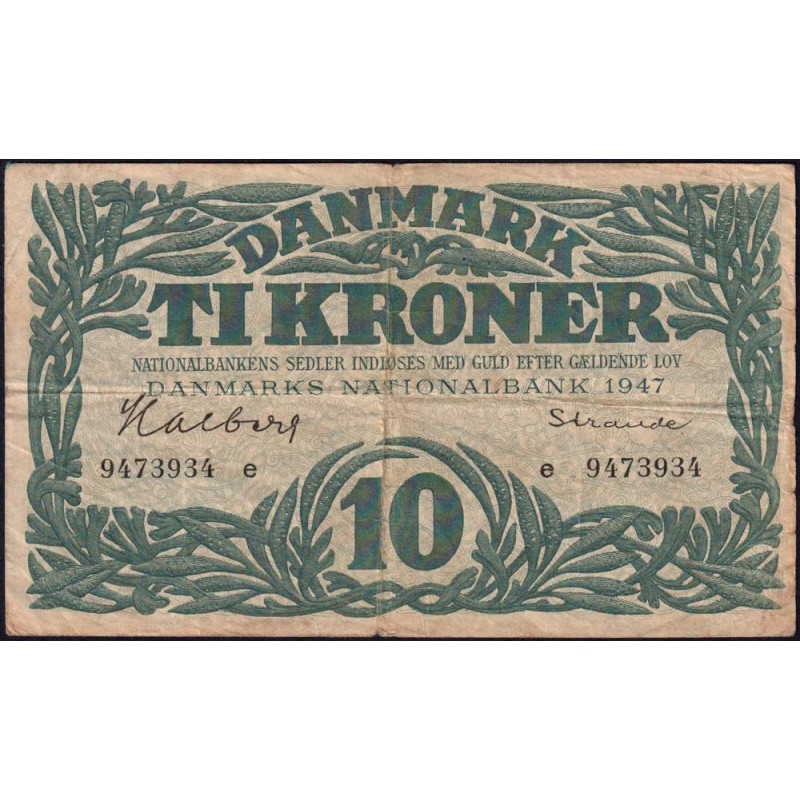 DANMARK
TI KRONER
NATIONALBANKENS SEDLER INDLØSES MED GULD EFTER GÆLDENDE LOV
DANMARKS NATIONALBANK 1947
Halberg Strande
9473934 e e 9473934
10